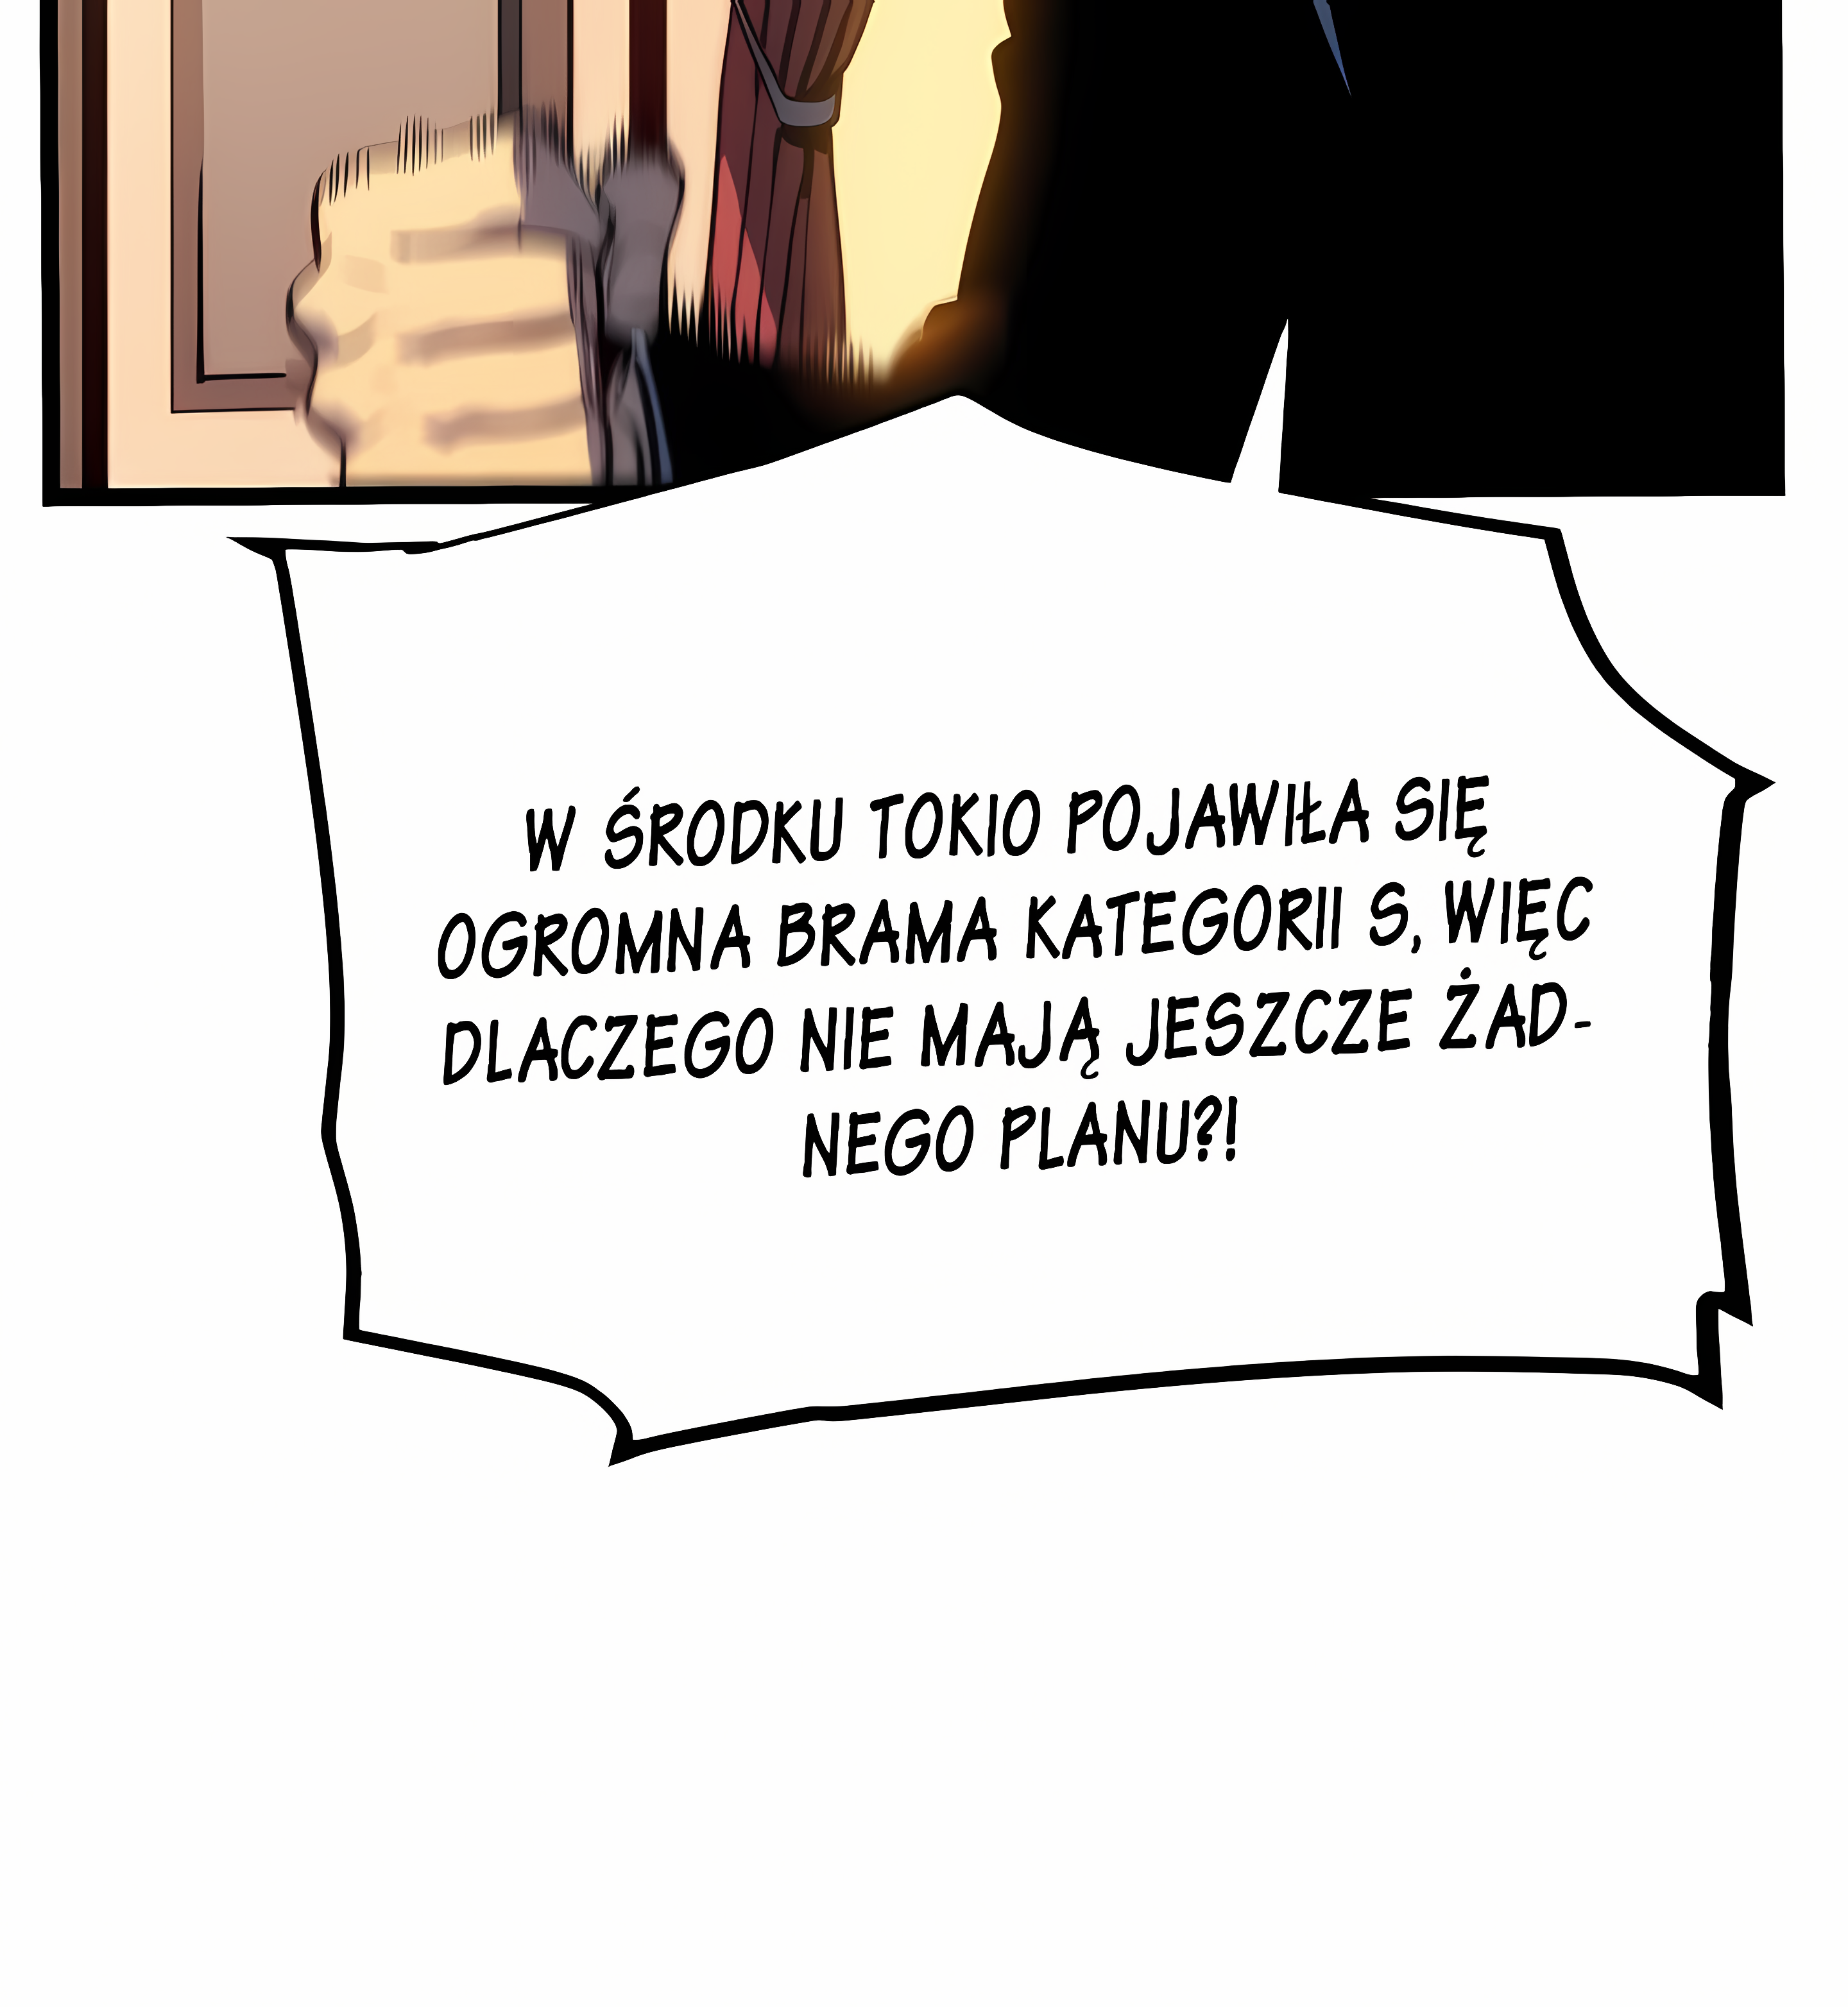 W ŚRODKU TOKIO POJAWIŁA SIĘ
OGROMNA BRAMA KATEGORII S, WIĘC
DLACZEGO NIE MAJĄ JESZCZE ŻAD-
NEGO PLANU?!